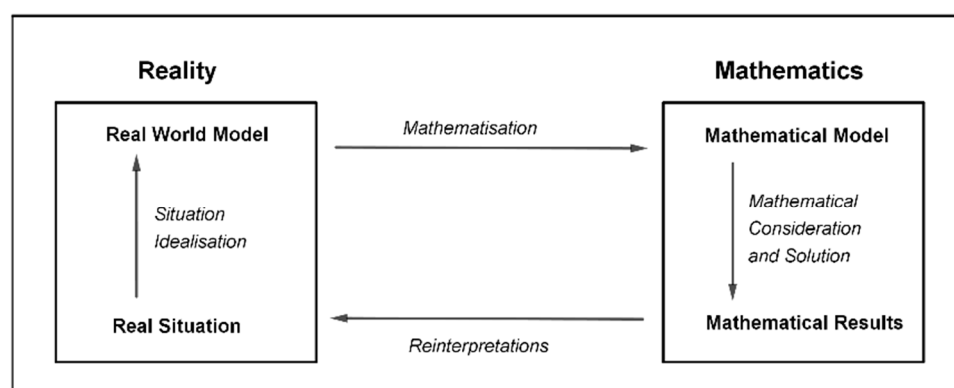 Reality
Mathematics
Real World Model
Mathematisation
Mathematical Model
Situation
Idealisation
Mathematical
Consideration
and Solution
Real Situation
Mathematical Results
Reinterpretations